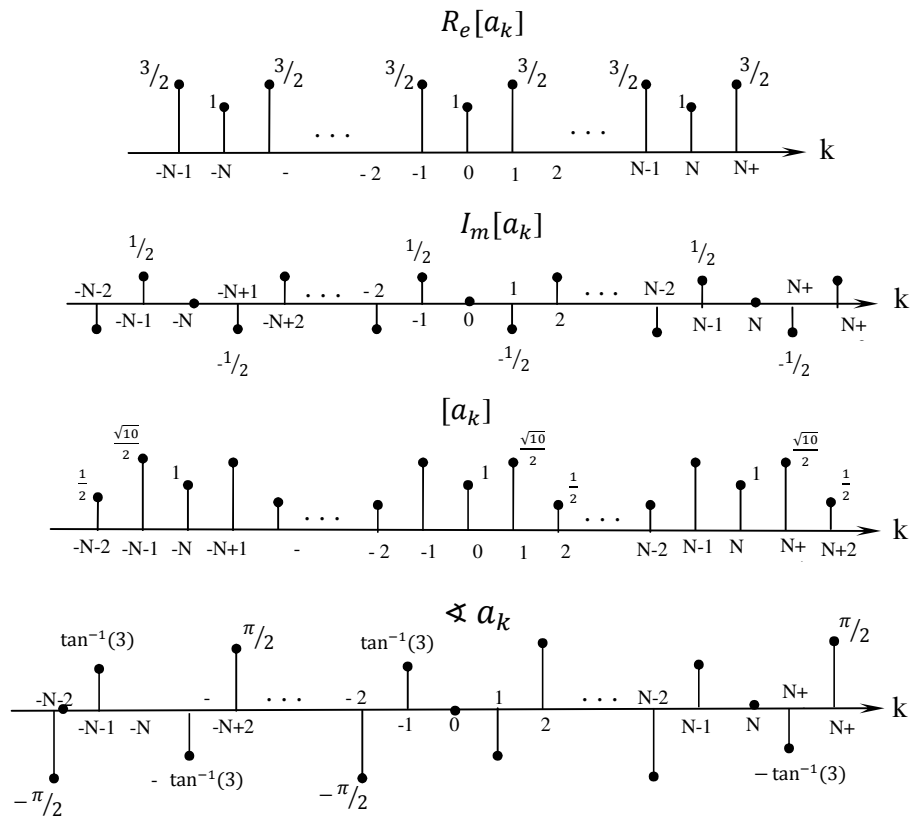 R_e[a_k]
3/2 3/2 3/2 3/2 3/2 3/2
1 1 1
. . . . . .
k
-N-1 -N - - 2 -1 0 1 2 N-1 N N+
I_m[a_k]
1/2 1/2 1/2
-N-2 -N+1 . . . - 2 1 . . . N-2 N+
k
-N-1 -N -N+2 -1 0 2 N-1 N N+
-1/2 -1/2 -1/2
[a_k]
√10/2 √10/2 √10/2
1/2 1 1 1/2 1 1/2
. . . . . .
k
-N-2 -N-1 -N -N+1 - - 2 -1 0 1 2 N-2 N-1 N N+ N+2
∢ a_k
tan⁻¹(3) π/2 tan⁻¹(3) π/2
-N-2 - . . . - 2 1 . . . N-2 N+
k
-N-1 -N -N+2 -1 0 2 N-1 N N+
−π/2 - tan⁻¹(3) −π/2 − tan⁻¹(3)